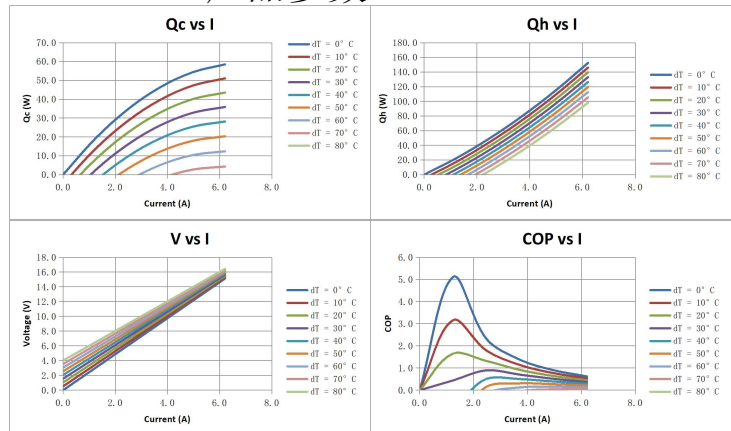 Qc vs I
70.0
60.0
50.0
40.0
30.0
20.0
10.0
0.0
Qc (W)
0.0 2.0 4.0 6.0 8.0
Current (A)
dT = 0° C
dT = 10° C
dT = 20° C
dT = 30° C
dT = 40° C
dT = 50° C
dT = 60° C
dT = 70° C
dT = 80° C
Qh vs I
180.0
160.0
140.0
120.0
100.0
80.0
60.0
40.0
20.0
0.0
Qh (W)
0.0 2.0 4.0 6.0 8.0
Current (A)
dT = 0° C
dT = 10° C
dT = 20° C
dT = 30° C
dT = 40° C
dT = 50° C
dT = 60° C
dT = 70° C
dT = 80° C
V vs I
18.0
16.0
14.0
12.0
10.0
8.0
6.0
4.0
2.0
0.0
Voltage (V)
0.0 2.0 4.0 6.0 8.0
Current (A)
dT = 0° C
dT = 10° C
dT = 20° C
dT = 30° C
dT = 40° C
dT = 50° C
dT = 60° C
dT = 70° C
dT = 80° C
COP vs I
6.0
5.0
4.0
3.0
2.0
1.0
0.0
COP
0.0 2.0 4.0 6.0 8.0
Current (A)
dT = 0° C
dT = 10° C
dT = 20° C
dT = 30° C
dT = 40° C
dT = 50° C
dT = 60° C
dT = 70° C
dT = 80° C